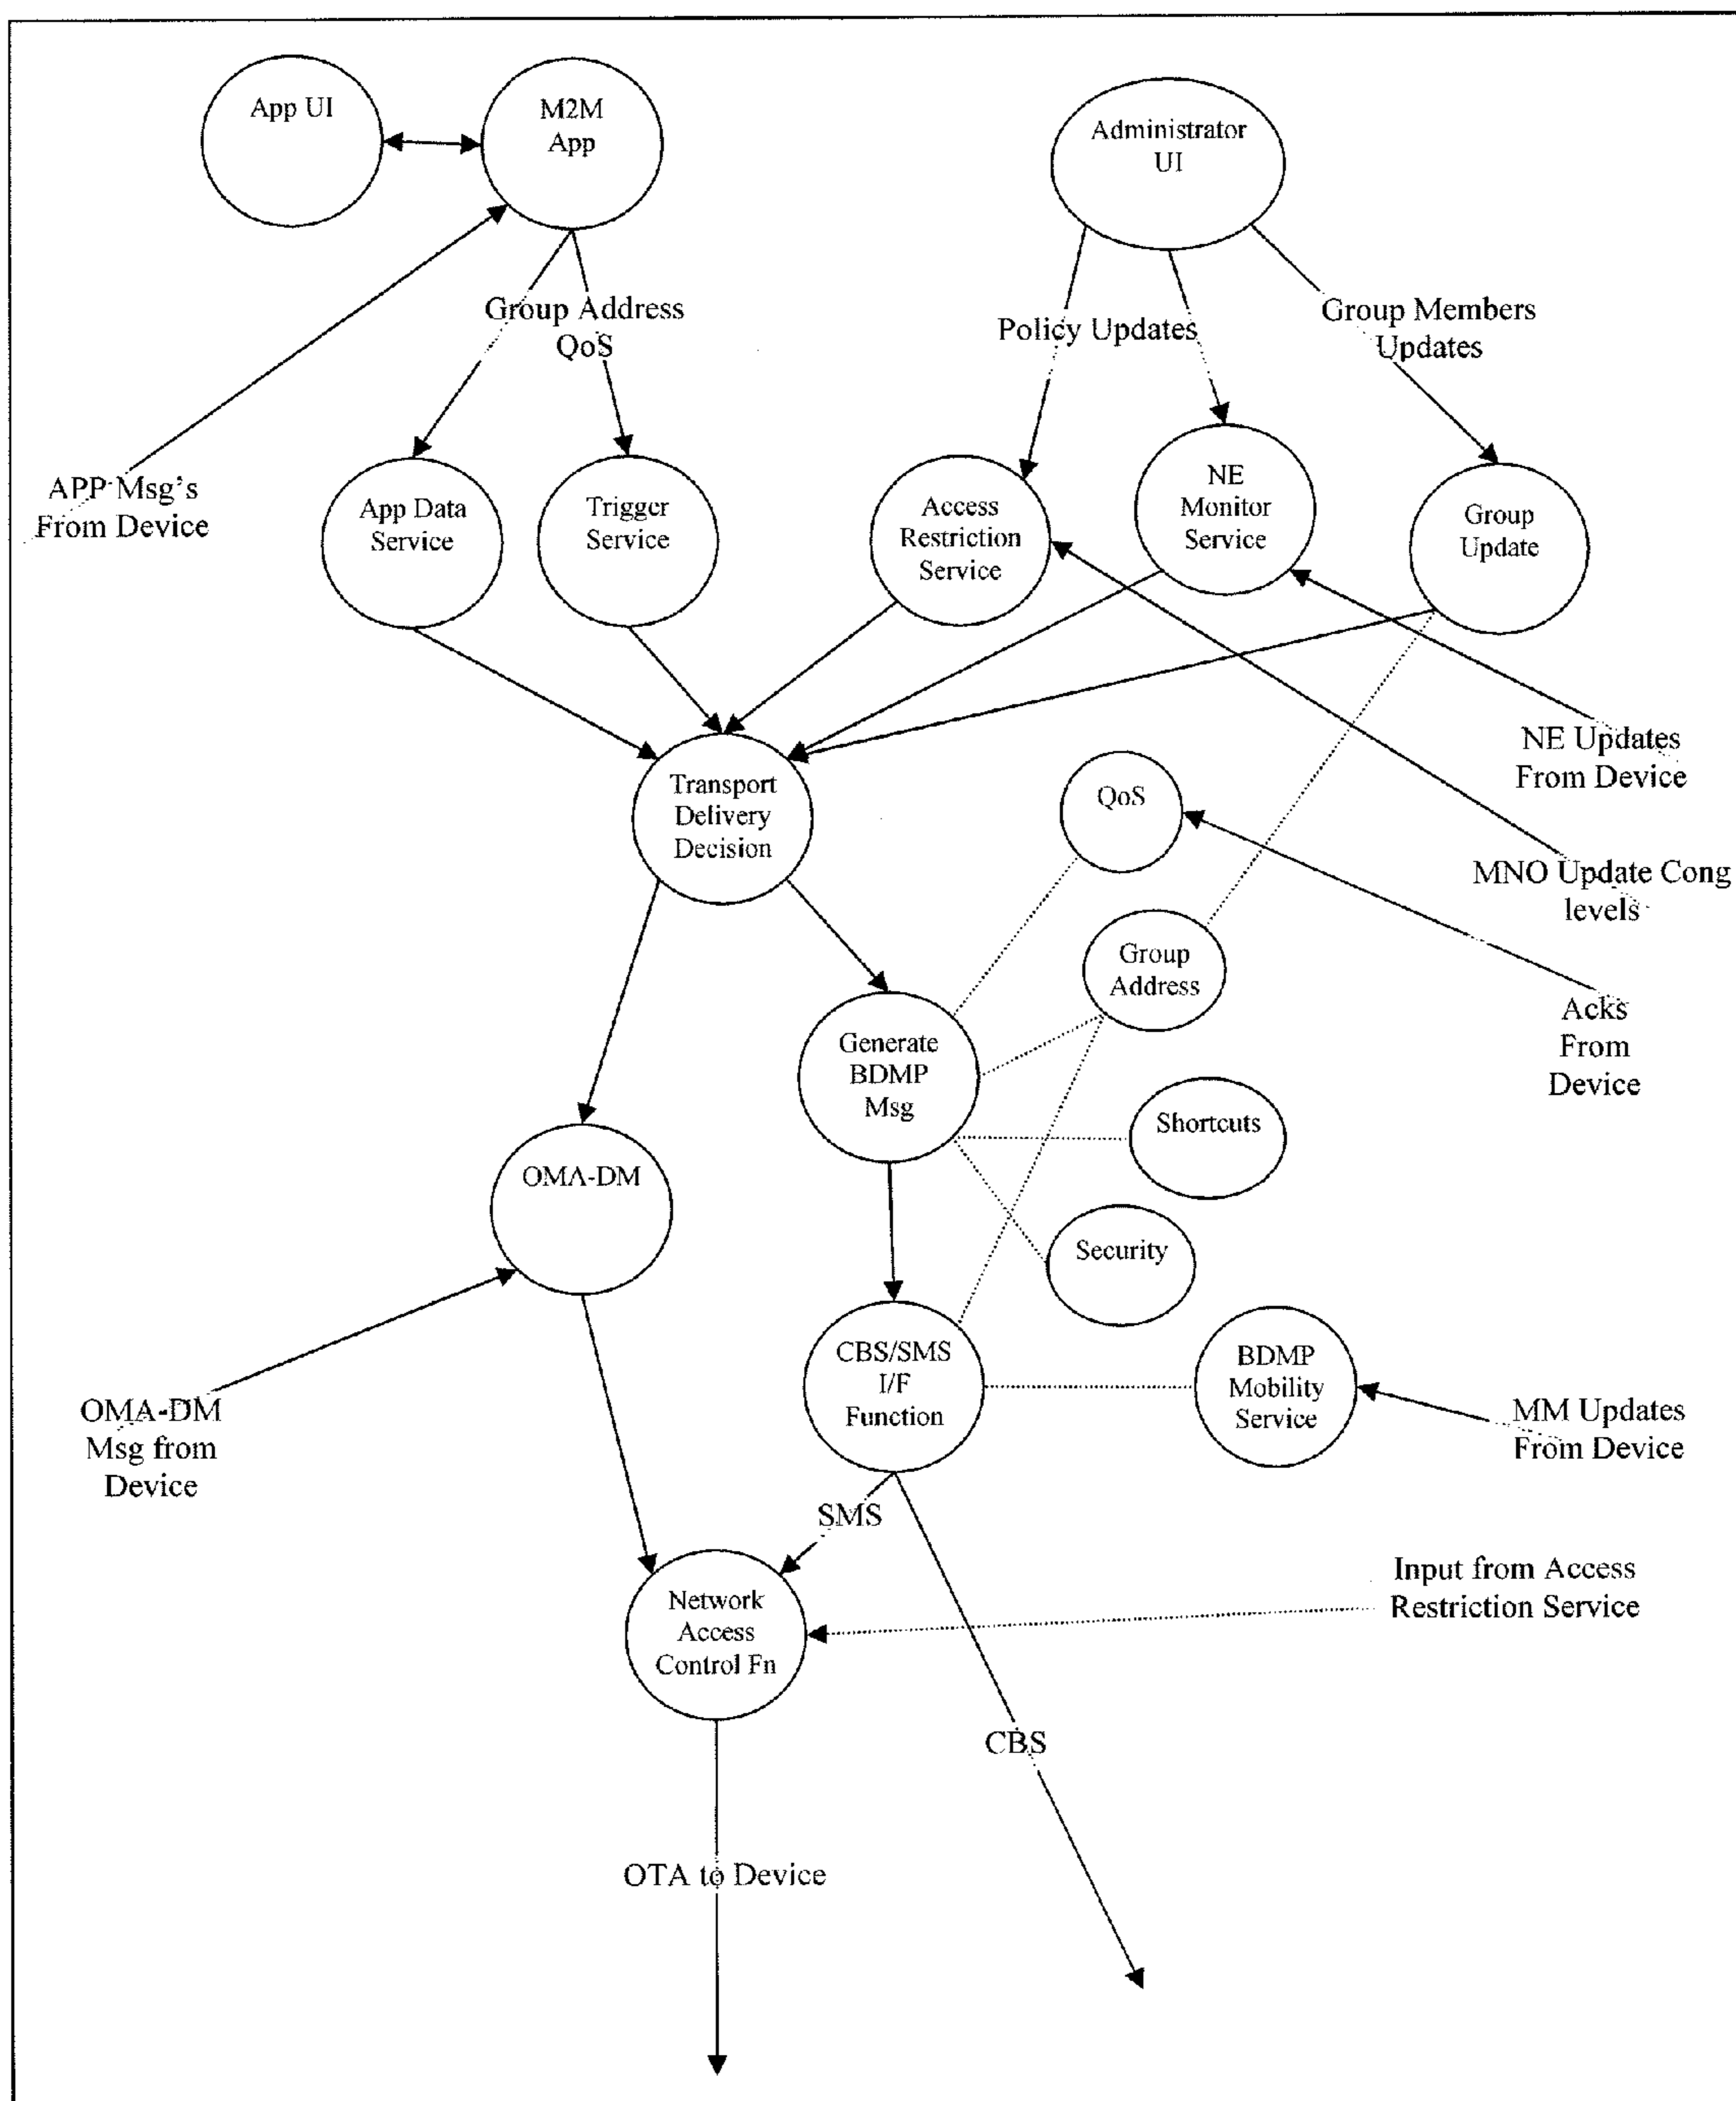 App UI
M2M
App
Administrator
UI
Group Address
QoS
Policy Updates
Group Members
Updates
APP Msg's
From Device
App Data
Service
Trigger
Service
Access
Restriction
Service
NE
Monitor
Service
Group
Update
Transport
Delivery
Decision
NE Updates
From Device
QoS
MNO Update Cong
levels
Group
Address
Acks
From
Device
Generate
BDMP
Msg
Shortcuts
OMA-DM
Security
CBS/SMS
I/F
Function
BDMP
Mobility
Service
OMA-DM
Msg from
Device
MM Updates
From Device
SMS
Input from Access
Restriction Service
Network
Access
Control Fn
CBS
OTA to Device